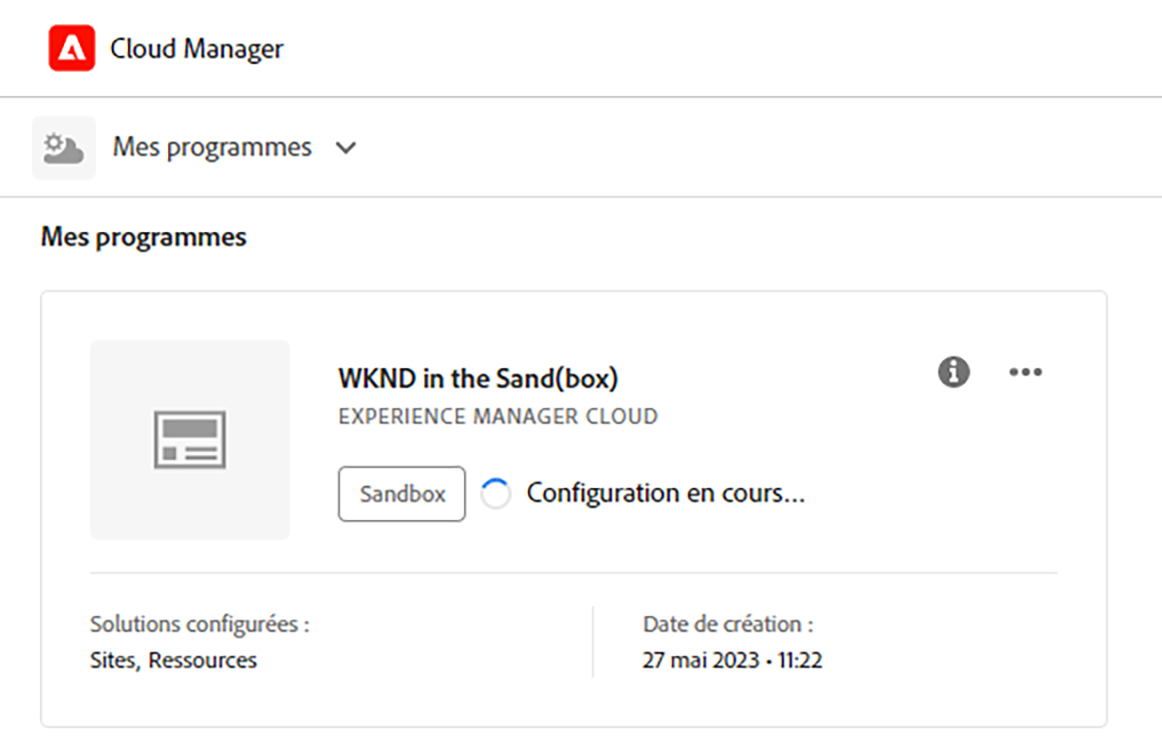 Cloud Manager
Mes programmes
Mes programmes
WKND in the Sand(box)
EXPERIENCE MANAGER CLOUD
Sandbox
Configuration en cours...
Solutions configurées :
Sites, Ressources
Date de création :
27 mai 2023 • 11:22